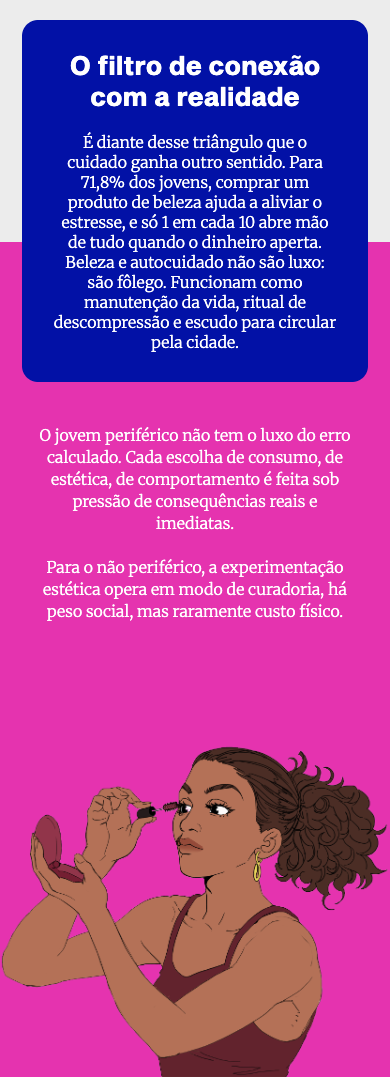 O filtro de conexão
com a realidade
É diante desse triângulo que o
cuidado ganha outro sentido. Para
71,8% dos jovens, comprar um
produto de beleza ajuda a aliviar o
estresse, e só 1 em cada 10 abre mão
de tudo quando o dinheiro aperta.
Beleza e autocuidado não são luxo:
são fôlego. Funcionam como
manutenção da vida, ritual de
descompressão e escudo para circular
pela cidade.
O jovem periférico não tem o luxo do erro
calculado. Cada escolha de consumo, de
estética, de comportamento é feita sob
pressão de consequências reais e
imediatas.
Para o não periférico, a experimentação
estética opera em modo de curadoria, há
peso social, mas raramente custo físico.